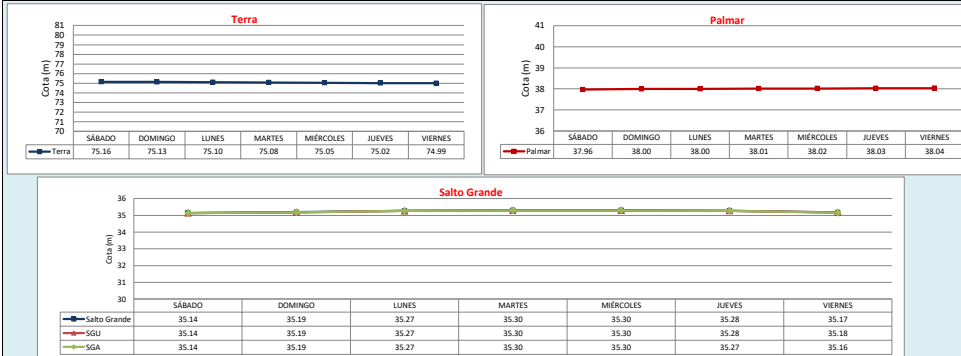 Terra
Cota (m)
81
80
79
78
77
76
75
74
73
72
71
70
SÁBADO DOMINGO LUNES MARTES MIÉRCOLES JUEVES VIERNES
Terra 75.16 75.13 75.10 75.08 75.05 75.02 74.99
Palmar
Cota (m)
41
40
39
38
37
36
SÁBADO DOMINGO LUNES MARTES MIÉRCOLES JUEVES VIERNES
Palmar 37.96 38.00 38.00 38.01 38.02 38.03 38.04
Salto Grande
Cota (m)
36
35
34
33
32
31
30
SÁBADO DOMINGO LUNES MARTES MIÉRCOLES JUEVES VIERNES
Salto Grande 35.14 35.19 35.27 35.30 35.30 35.28 35.17
SGU 35.14 35.19 35.27 35.30 35.30 35.28 35.18
SGA 35.14 35.19 35.27 35.30 35.30 35.27 35.16